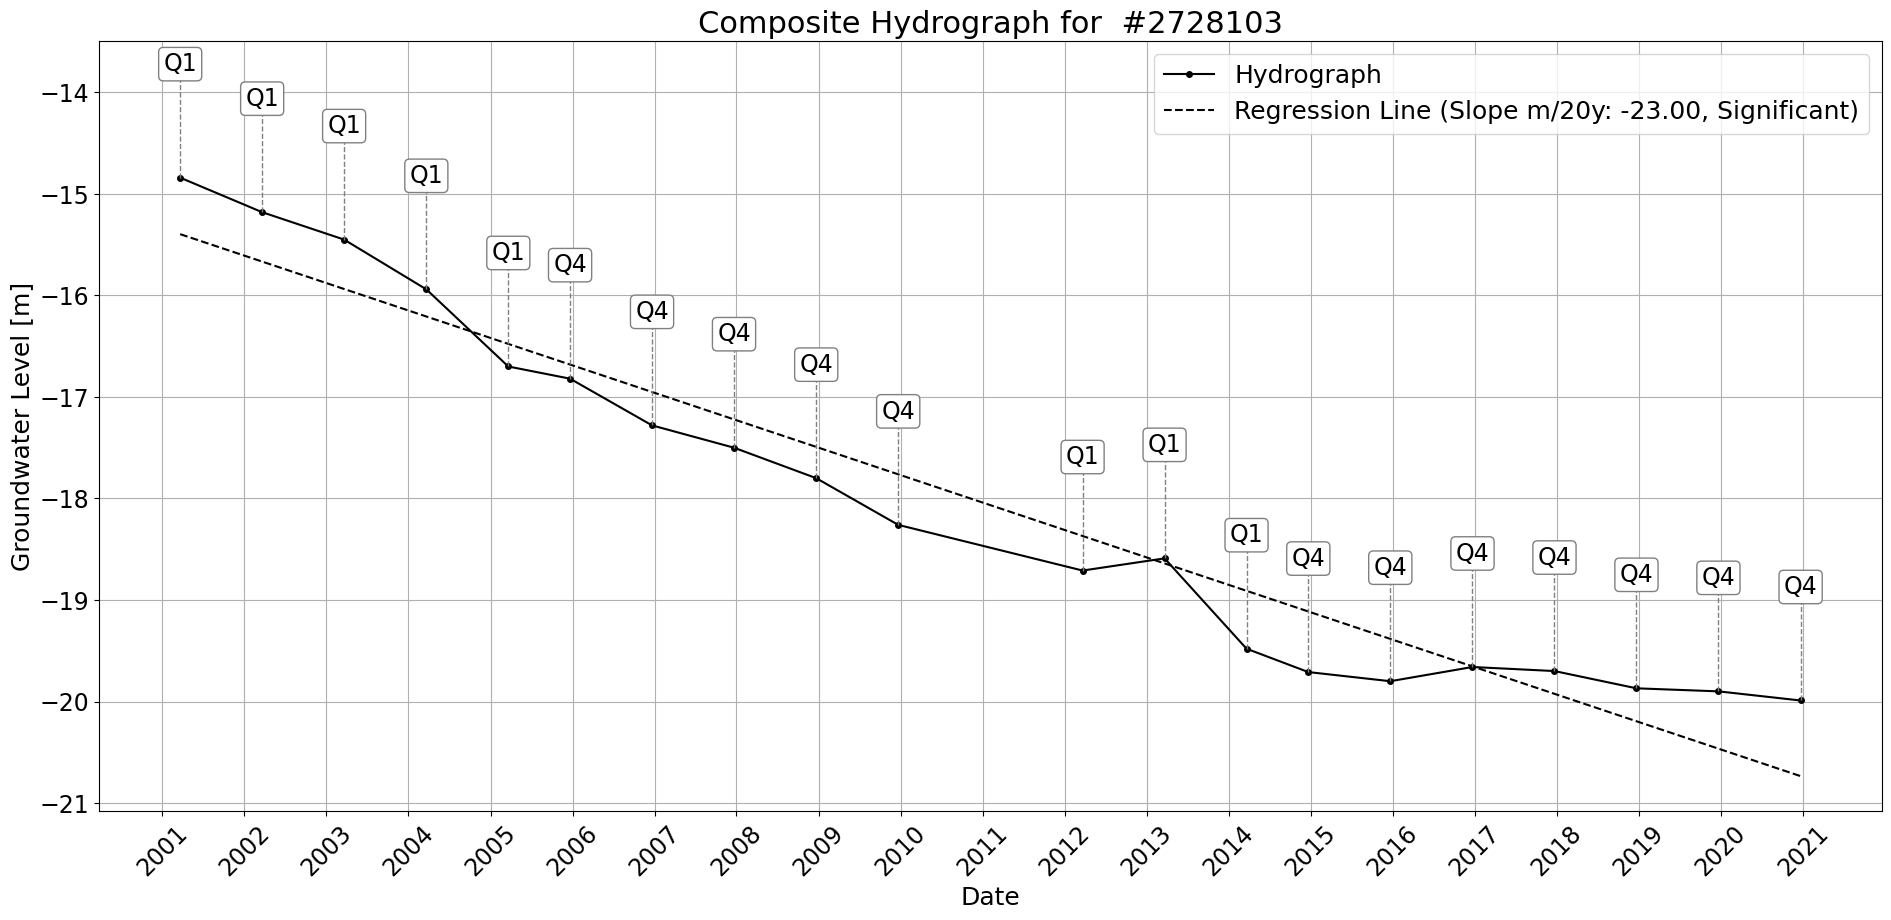 Composite Hydrograph for  #2728103
Hydrograph
Regression Line (Slope m/20y: -23.00, Significant)
Groundwater Level [m]
−14
−15
−16
−17
−18
−19
−20
−21
Q1
Q1
Q1
Q1
Q1
Q4
Q4
Q4
Q4
Q4
Q1
Q1
Q1
Q4
Q4
Q4
Q4
Q4
Q4
Q4
2001
2002
2003
2004
2005
2006
2007
2008
2009
2010
2011
2012
2013
2014
2015
2016
2017
2018
2019
2020
2021
Date